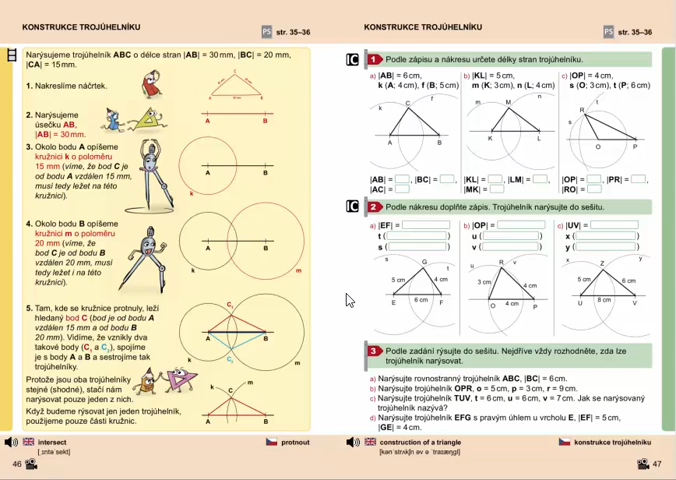 KONSTRUKCE TROJÚHELNÍKU
PS str. 35–36
Narýsujeme trojúhelník ABC o délce stran |AB| = 30 mm, |BC| = 20 mm,
|CA| = 15 mm.
1. Nakreslíme náčrtek.
C
A B
2. Narýsujeme
úsečku AB,
|AB| = 30 mm.
A B
3. Okolo bodu A opíšeme
kružnici k o poloměru
15 mm (víme, že bod C je
od bodu A vzdálen 15 mm,
musí tedy ležet na této
kružnici).
A B
k
4. Okolo bodu B opíšeme
kružnici m o poloměru
20 mm (víme, že
bod C je od bodu B
vzdálen 20 mm, musí
tedy ležet i na této
kružnici).
A B
k m
5. Tam, kde se kružnice protnuly, leží
hledaný bod C (bod je od bodu A
vzdálen 15 mm a od bodu B
20 mm). Vidíme, že vznikly dva
takové body (C₁ a C₂), spojíme
je s body A a B a sestrojíme tak
trojúhelníky.
C₁
A B
C₂
k m
Protože jsou oba trojúhelníky
stejné (shodné), stačí nám
narýsovat pouze jeden z nich.
Když budeme rýsovat jen jeden trojúhelník,
použijeme pouze části kružnic.
k m
C
A B
intersect
protnout
46
KONSTRUKCE TROJÚHELNÍKU
PS str. 35–36
1 Podle zápisu a nákresu určete délky stran trojúhelníku.
a) |AB| = 6 cm,
k (A; 4 cm), f (B; 5 cm)
b) |KL| = 5 cm,
m (K; 3 cm), n (L; 4 cm)
c) |OP| = 4 cm,
s (O; 3 cm), t (P; 6 cm)
k C f
A B
m M n
K L
t
R
s
O P
|AB| = , |BC| = ,
|AC| =
|KL| = , |LM| = ,
|MK| =
|OP| = , |PR| = ,
|RO| =
2 Podle nákresu doplňte zápis. Trojúhelník narýsujte do sešitu.
a) |EF| =
t ( )
s ( )
b) |OP| =
u ( )
v ( )
c) |UV| =
x ( )
y ( )
s G t
5 cm 4 cm
E 6 cm F
u R v
3 cm 4 cm
O 4 cm P
x Z y
5 cm 6 cm
U 8 cm V
3 Podle zadání rýsujte do sešitu. Nejdříve vždy rozhodněte, zda lze
trojúhelník narýsovat.
a) Narýsujte rovnostranný trojúhelník ABC, |BC| = 6 cm.
b) Narýsujte trojúhelník OPR, o = 5 cm, p = 3 cm, r = 9 cm.
c) Narýsujte trojúhelník TUV, t = 6 cm, u = 6 cm, v = 7 cm. Jak se narýsovaný
trojúhelník nazývá?
d) Narýsujte trojúhelník EFG s pravým úhlem u vrcholu E, |EF| = 5 cm,
|GE| = 4 cm.
construction of a triangle
konstrukce trojúhelníku
47